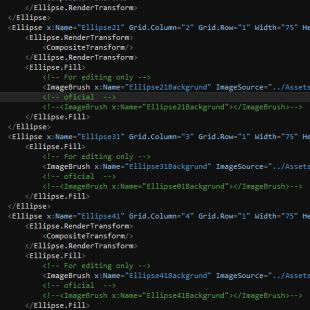 </Ellipse.RenderTransform>
</Ellipse>
<Ellipse x:Name="Ellipse21" Grid.Column="2" Grid.Row="1" Width="75" He
<Ellipse.RenderTransform>
<CompositeTransform/>
</Ellipse.RenderTransform>
<Ellipse.Fill>
<!-- For editing only -->
<ImageBrush x:Name="Ellipse21Backgrund" ImageSource="../Assets
<!-- oficial -->
<!--<ImageBrush x:Name="Ellipse21Backgrund"></ImageBrush>-->
</Ellipse.Fill>
</Ellipse>
<Ellipse x:Name="Ellipse31" Grid.Column="3" Grid.Row="1" Width="75" He
<Ellipse.Fill>
<!-- For editing only -->
<ImageBrush x:Name="Ellipse31Backgrund" ImageSource="../Assets
<!-- oficial -->
<!--<ImageBrush x:Name="Ellipse01Backgrund"></ImageBrush>-->
</Ellipse.Fill>
</Ellipse>
<Ellipse x:Name="Ellipse41" Grid.Column="4" Grid.Row="1" Width="75" He
<Ellipse.RenderTransform>
<CompositeTransform/>
</Ellipse.RenderTransform>
<Ellipse.Fill>
<!-- For editing only -->
<ImageBrush x:Name="Ellipse41Backgrund" ImageSource="../Assets
<!-- oficial -->
<!--<ImageBrush x:Name="Ellipse41Backgrund"></ImageBrush>-->
</Ellipse.Fill>